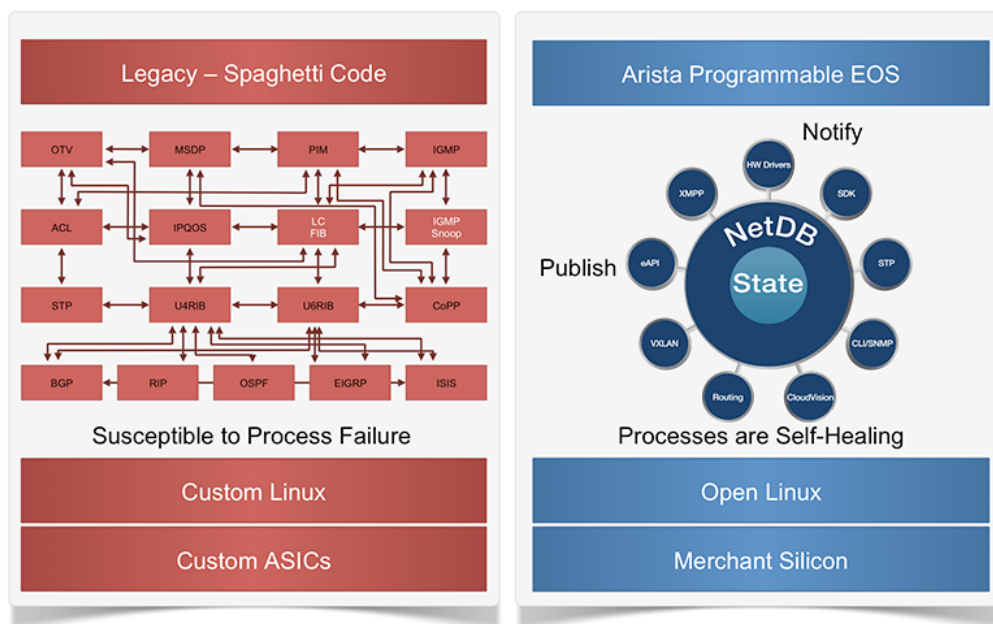 Legacy – Spaghetti Code
OTV
MSDP
PIM
IGMP
ACL
IPQOS
LC
FIB
IGMP
Snoop
STP
U4RIB
U6RIB
CoPP
BGP
RIP
OSPF
EIGRP
ISIS
Susceptible to Process Failure
Custom Linux
Custom ASICs
Arista Programmable EOS
Notify
HW Drivers
XMPP
SDK
NetDB
Publish
eAPI
State
STP
VXLAN
CLI/SNMP
Routing
CloudVision
Processes are Self-Healing
Open Linux
Merchant Silicon